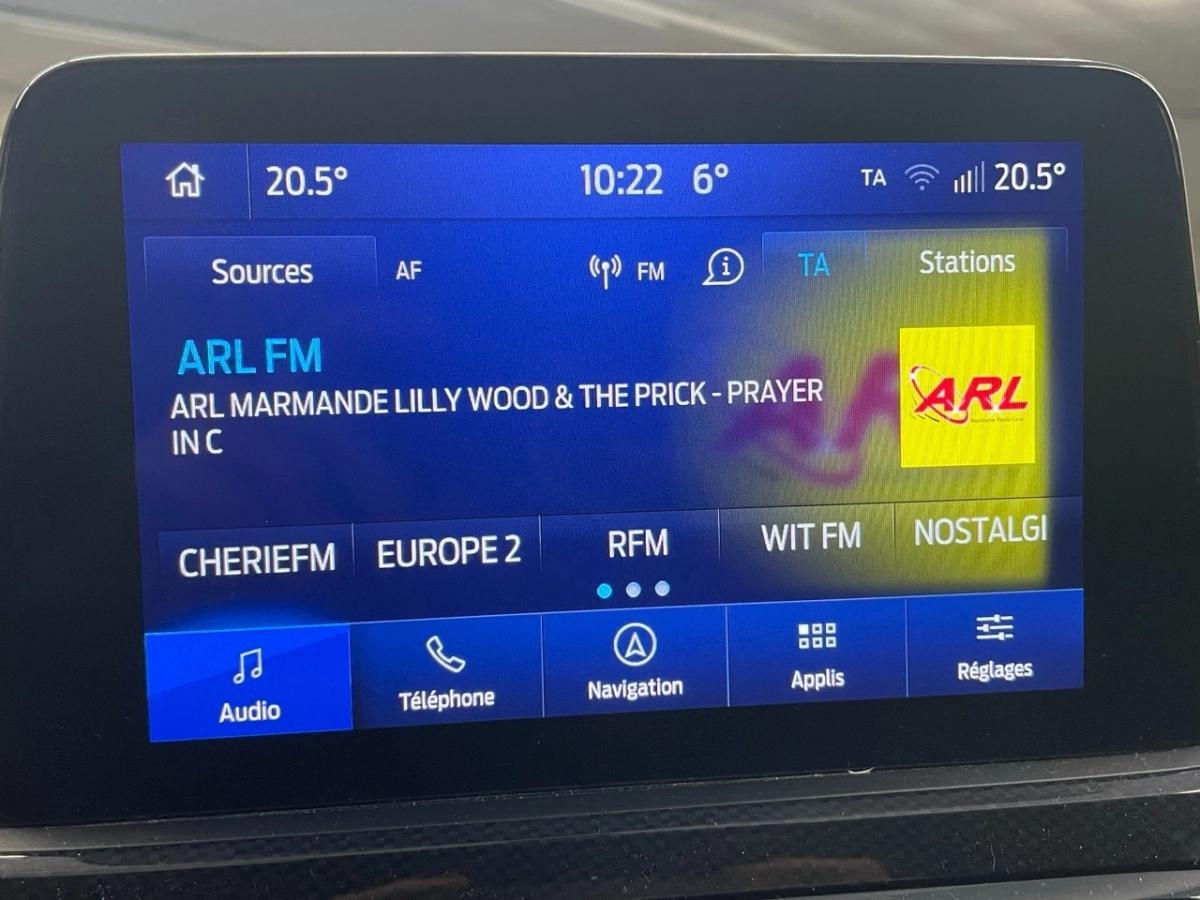 20.5° 10:22 6° TA 20.5°
Sources AF FM TA Stations
ARL FM
ARL MARMANDE LILLY WOOD & THE PRICK - PRAYER
IN C
ARL
CHERIEFM EUROPE 2 RFM WIT FM NOSTALGI
Audio Téléphone Navigation Applis Réglages